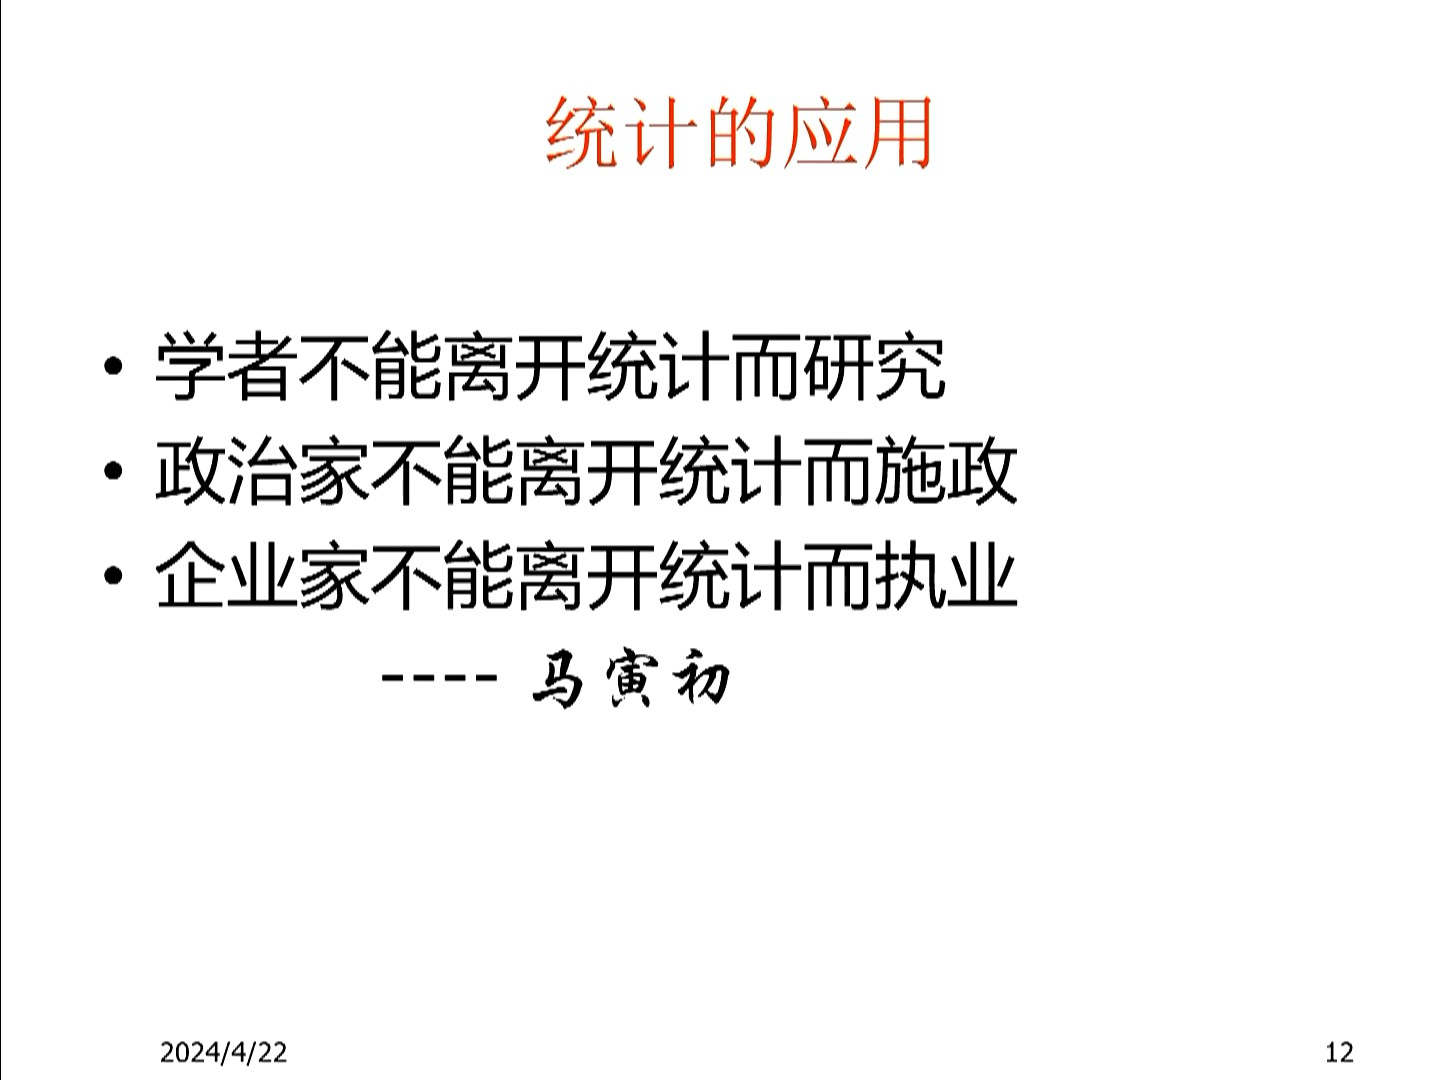 统计的应用
• 学者不能离开统计而研究
• 政治家不能离开统计而施政
• 企业家不能离开统计而执业
---- 马寅初
2024/4/22
12